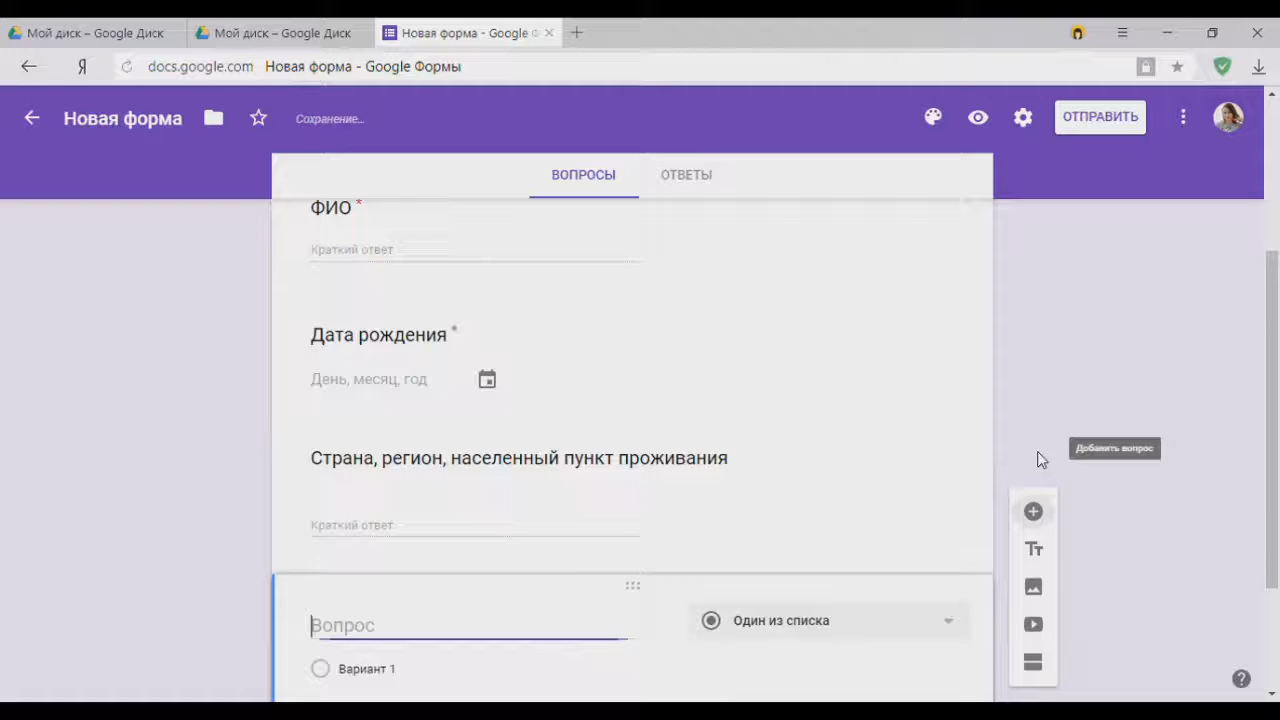 Мой диск – Google Диск
Мой диск – Google Диск
Новая форма - Google
docs.google.com Новая форма - Google Формы
Новая форма
Сохранение...
ОТПРАВИТЬ
ВОПРОСЫ
ОТВЕТЫ
ФИО *
Краткий ответ
Дата рождения *
День, месяц, год
Страна, регион, населенный пункт проживания
Добавить вопрос
Краткий ответ
Вопрос
Один из списка
Вариант 1